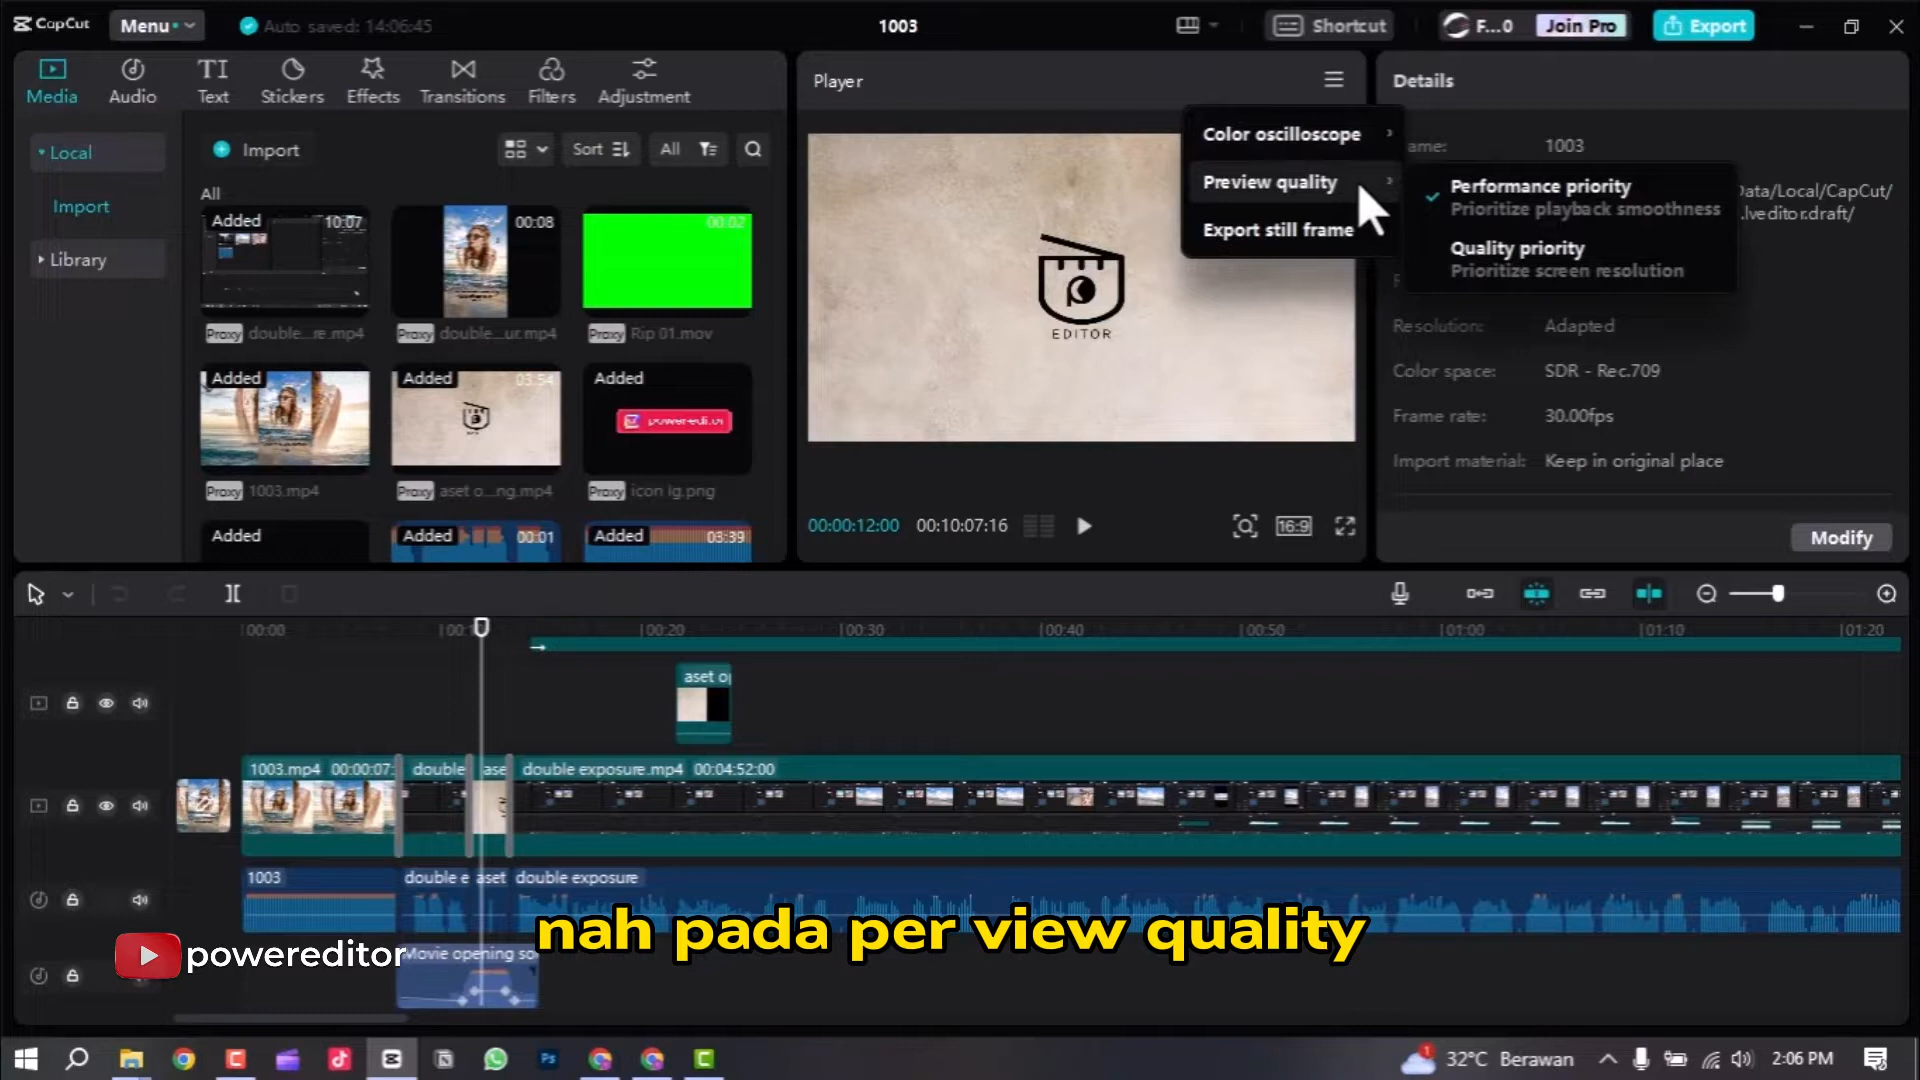 CapCut
Menu
Auto saved: 14:06:45
1003
Shortcut
F...0
Join Pro
Export
Media
Audio
Text
Stickers
Effects
Transitions
Filters
Adjustment
Player
Details
Local
Import
Library
Import
Sort
All
All
Added
10:07
00:08
00:02
Proxy double...re.mp4
Proxy double...ur.mp4
Proxy Rip 01.mov
Added
Added
03:54
Added
powereditor
Proxy 1003.mp4
Proxy aset o...ng.mp4
Proxy icon Ig.png
Added
Added
00:01
Added
03:39
EDITOR
Color oscilloscope
Preview quality
Export still frame
Performance priority
Prioritize playback smoothness
Quality priority
Prioritize screen resolution
ame:
1003
Data/Local/CapCut/
.lveditor.draft/
Resolution:
Adapted
Color space:
SDR - Rec.709
Frame rate:
30.00fps
Import material:
Keep in original place
00:00:12:00
00:10:07:16
16:9
Modify
00:00
00:1
00:20
00:30
00:40
00:50
01:00
01:10
01:20
aset o
1003.mp4 00:00:07:
double
ase
double exposure.mp4 00:04:52:00
1003
double e
aset
double exposure
nah pada per view quality
powereditor
Movie opening so
Ps
1
32°C Berawan
2:06 PM